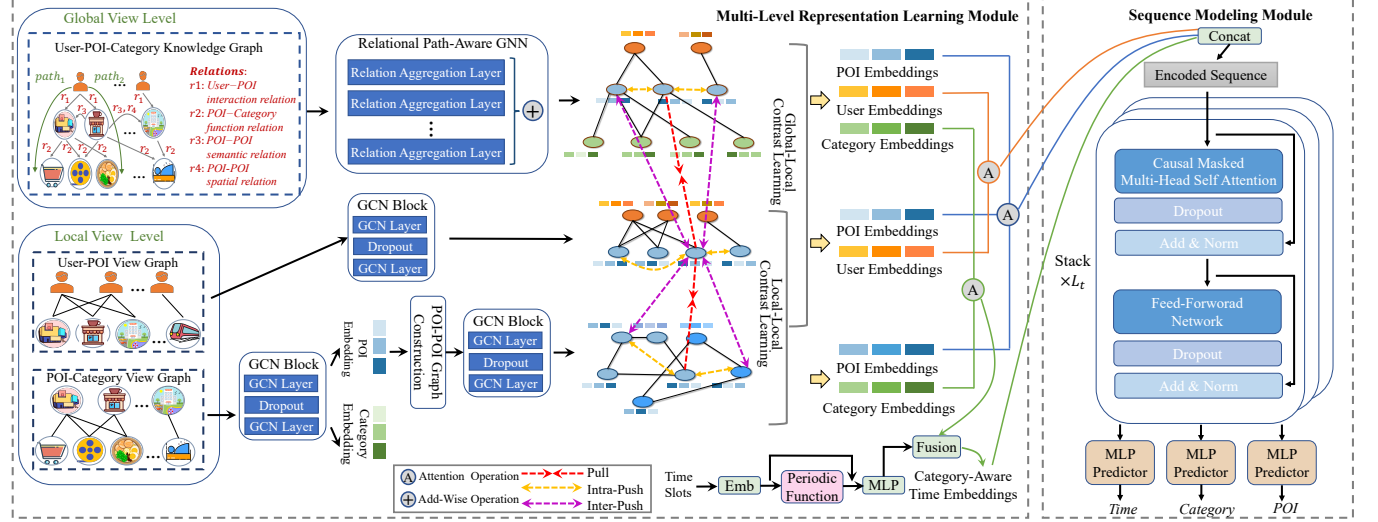 Global View Level
User-POI-Category Knowledge Graph
path1
path2
...
Relations:
r1: User-POI
interaction relation
r2: POI-Category
function relation
r3: POI-POI
semantic relation
r4: POI-POI
spatial relation
r1
r1
r1
r3
r3, r4
...
r2
r2
r2
r2
r2
...
Relational Path-Aware GNN
Relation Aggregation Layer
Relation Aggregation Layer
⋮
Relation Aggregation Layer
+
Local View Level
User-POI View Graph
...
...
POI-Category View Graph
...
...
GCN Block
GCN Layer
Dropout
GCN Layer
GCN Block
GCN Layer
Dropout
GCN Layer
POI
Embedding
Category
Embedding
POI-POI Graph
Construction
GCN Block
GCN Layer
Dropout
GCN Layer
Multi-Level Representation Learning Module
Global-Local
Contrast Learning
Local-Local
Contrast Learning
POI Embeddings
User Embeddings
Category Embeddings
POI Embeddings
User Embeddings
POI Embeddings
Category Embeddings
A
A
A
A Attention Operation
+ Add-Wise Operation
Pull
Intra-Push
Inter-Push
Time
Slots
Emb
Periodic
Function
MLP
Fusion
Category-Aware
Time Embeddings
Sequence Modeling Module
Concat
Encoded Sequence
Causal Masked
Multi-Head Self Attention
Dropout
Add & Norm
Stack
×Lt
Feed-Forworad
Network
Dropout
Add & Norm
MLP
Predictor
MLP
Predictor
MLP
Predictor
Time
Category
POI